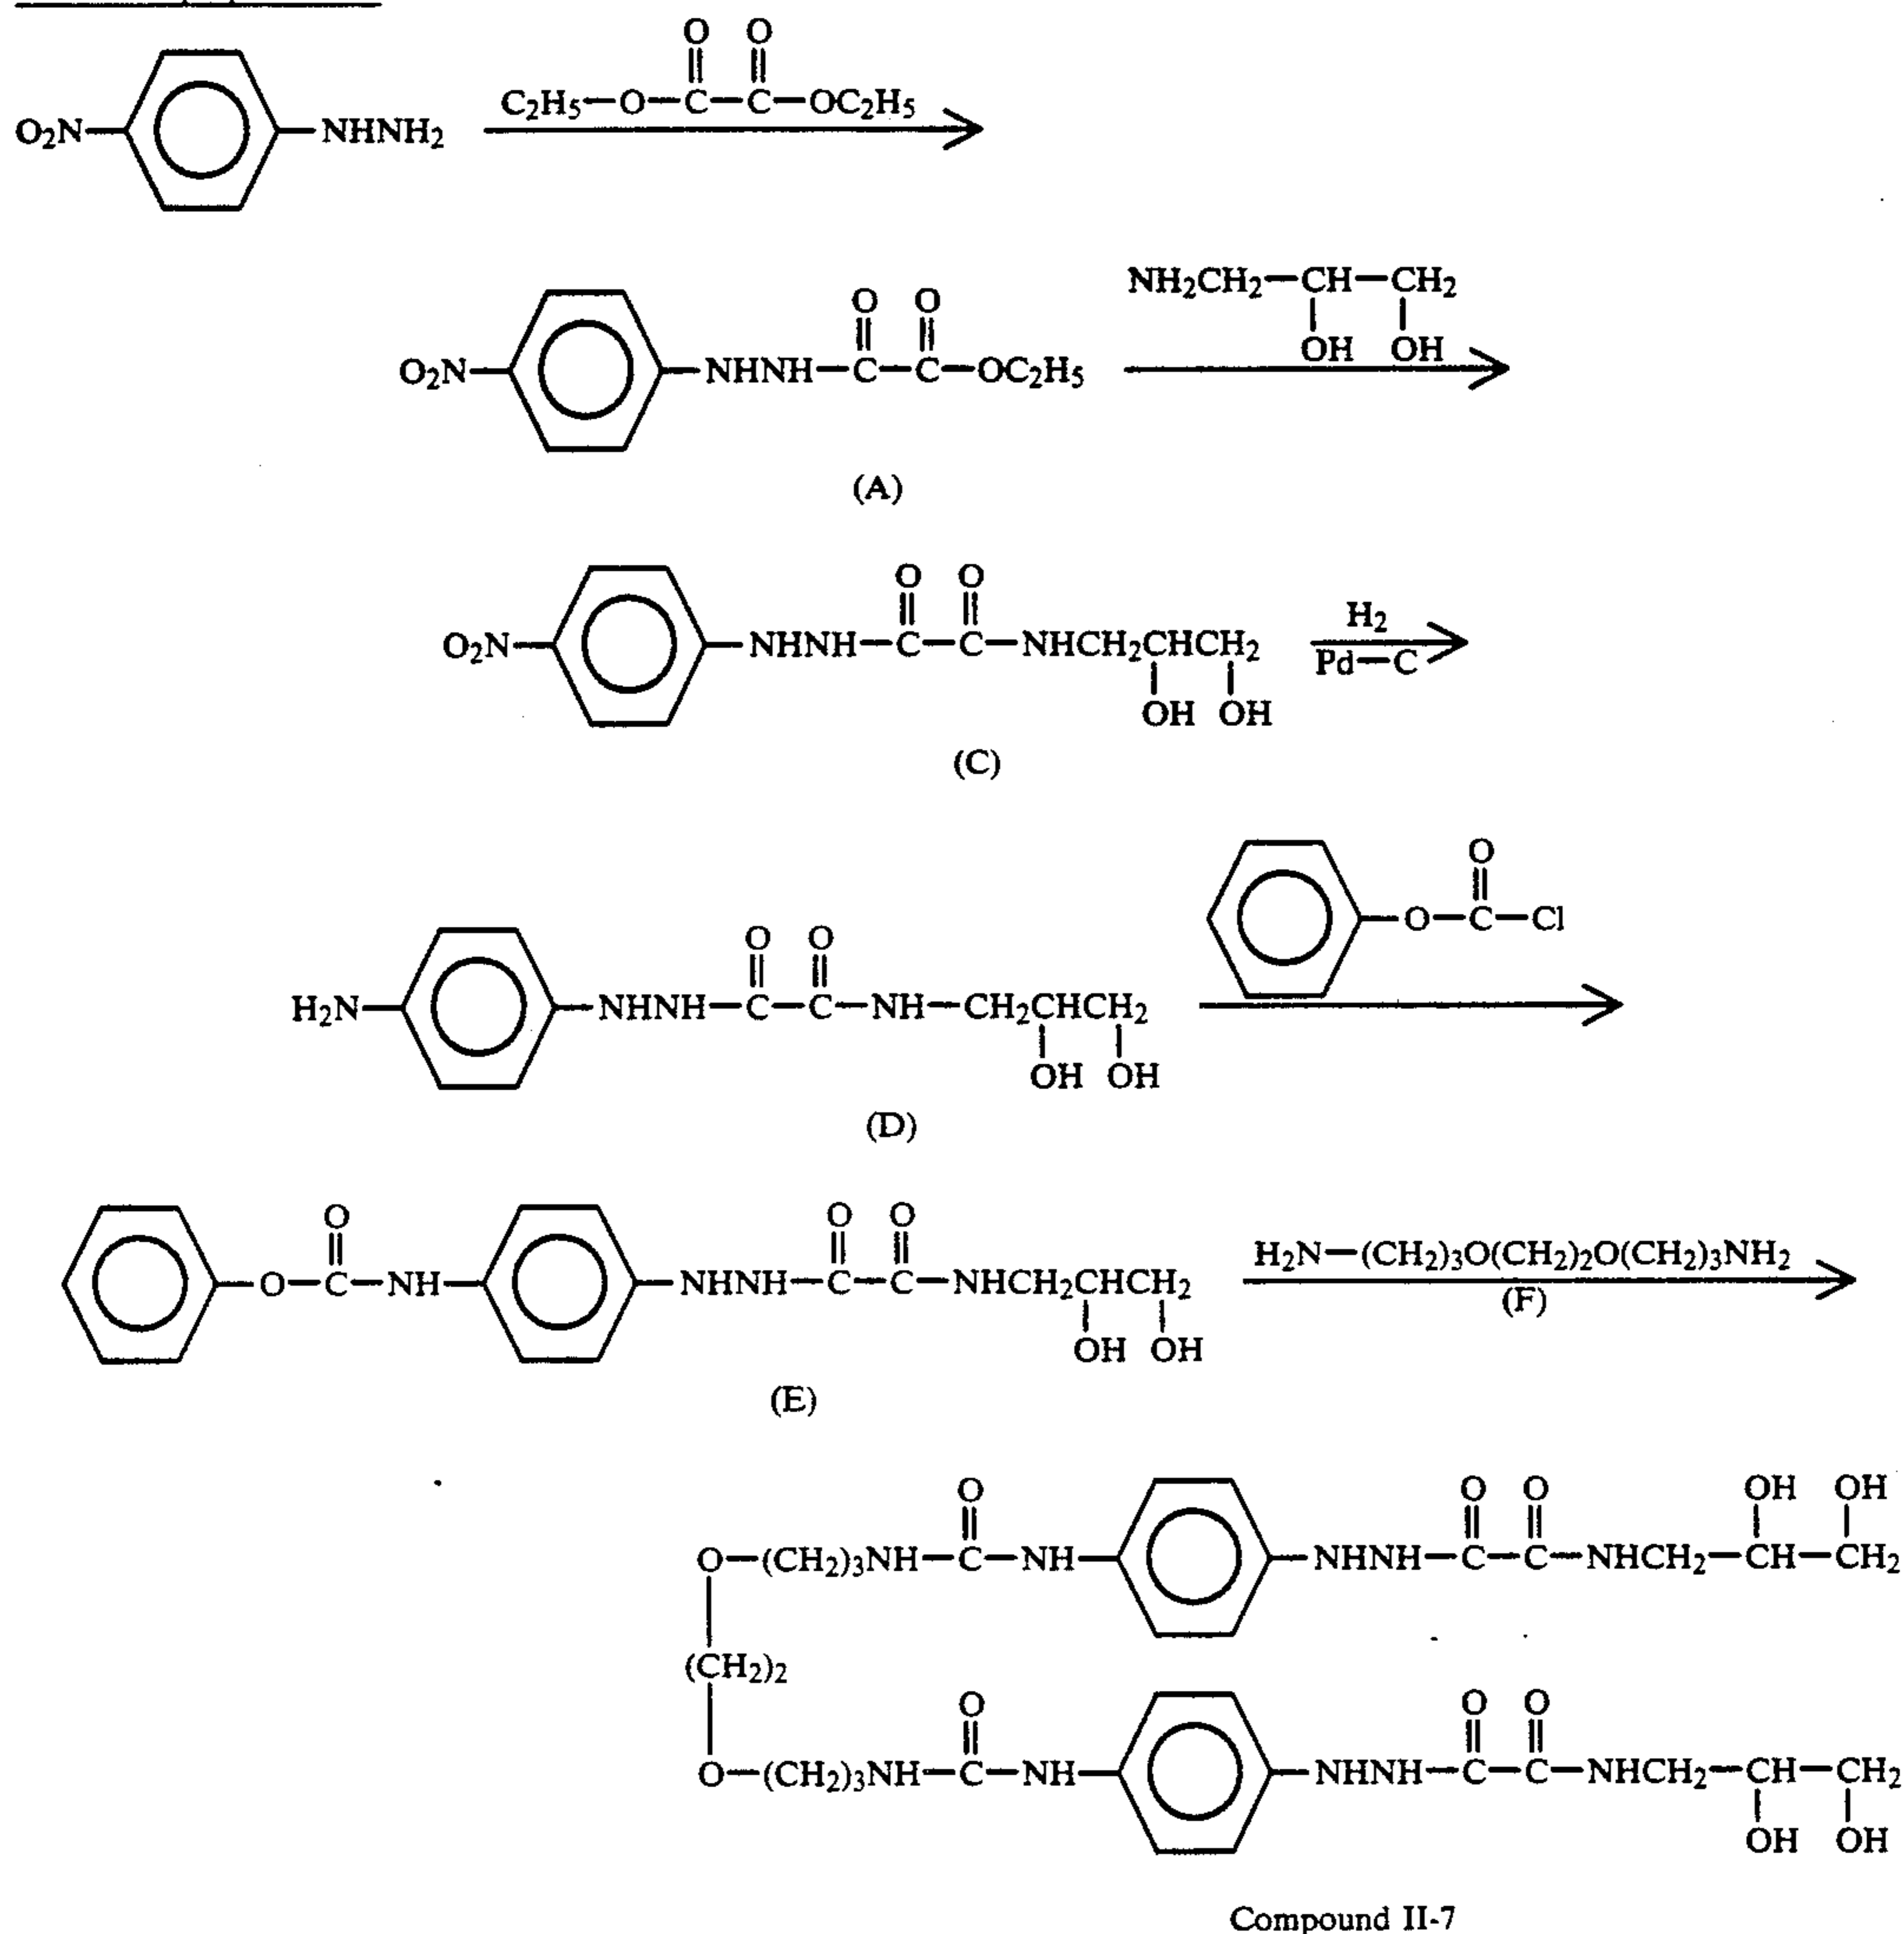 O O
C₂H₅—O—C—C—OC₂H₅
O₂N NHNH₂
NH₂CH₂—CH—CH₂
OH OH
O O
O₂N NHNH—C—C—OC₂H₅
(A)
O O
O₂N NHNH—C—C—NHCH₂CHCH₂
OH OH
H₂
Pd—C
(C)
O
O—C—Cl
O O
H₂N NHNH—C—C—NH—CH₂CHCH₂
OH OH
(D)
O O O
O—C—NH NHNH—C—C—NHCH₂CHCH₂
OH OH
H₂N—(CH₂)₃O(CH₂)₂O(CH₂)₃NH₂
(F)
(E)
O O O OH OH
O—(CH₂)₃NH—C—NH NHNH—C—C—NHCH₂—CH—CH₂
(CH₂)₂
O O O
O—(CH₂)₃NH—C—NH NHNH—C—C—NHCH₂—CH—CH₂
OH OH
Compound II-7